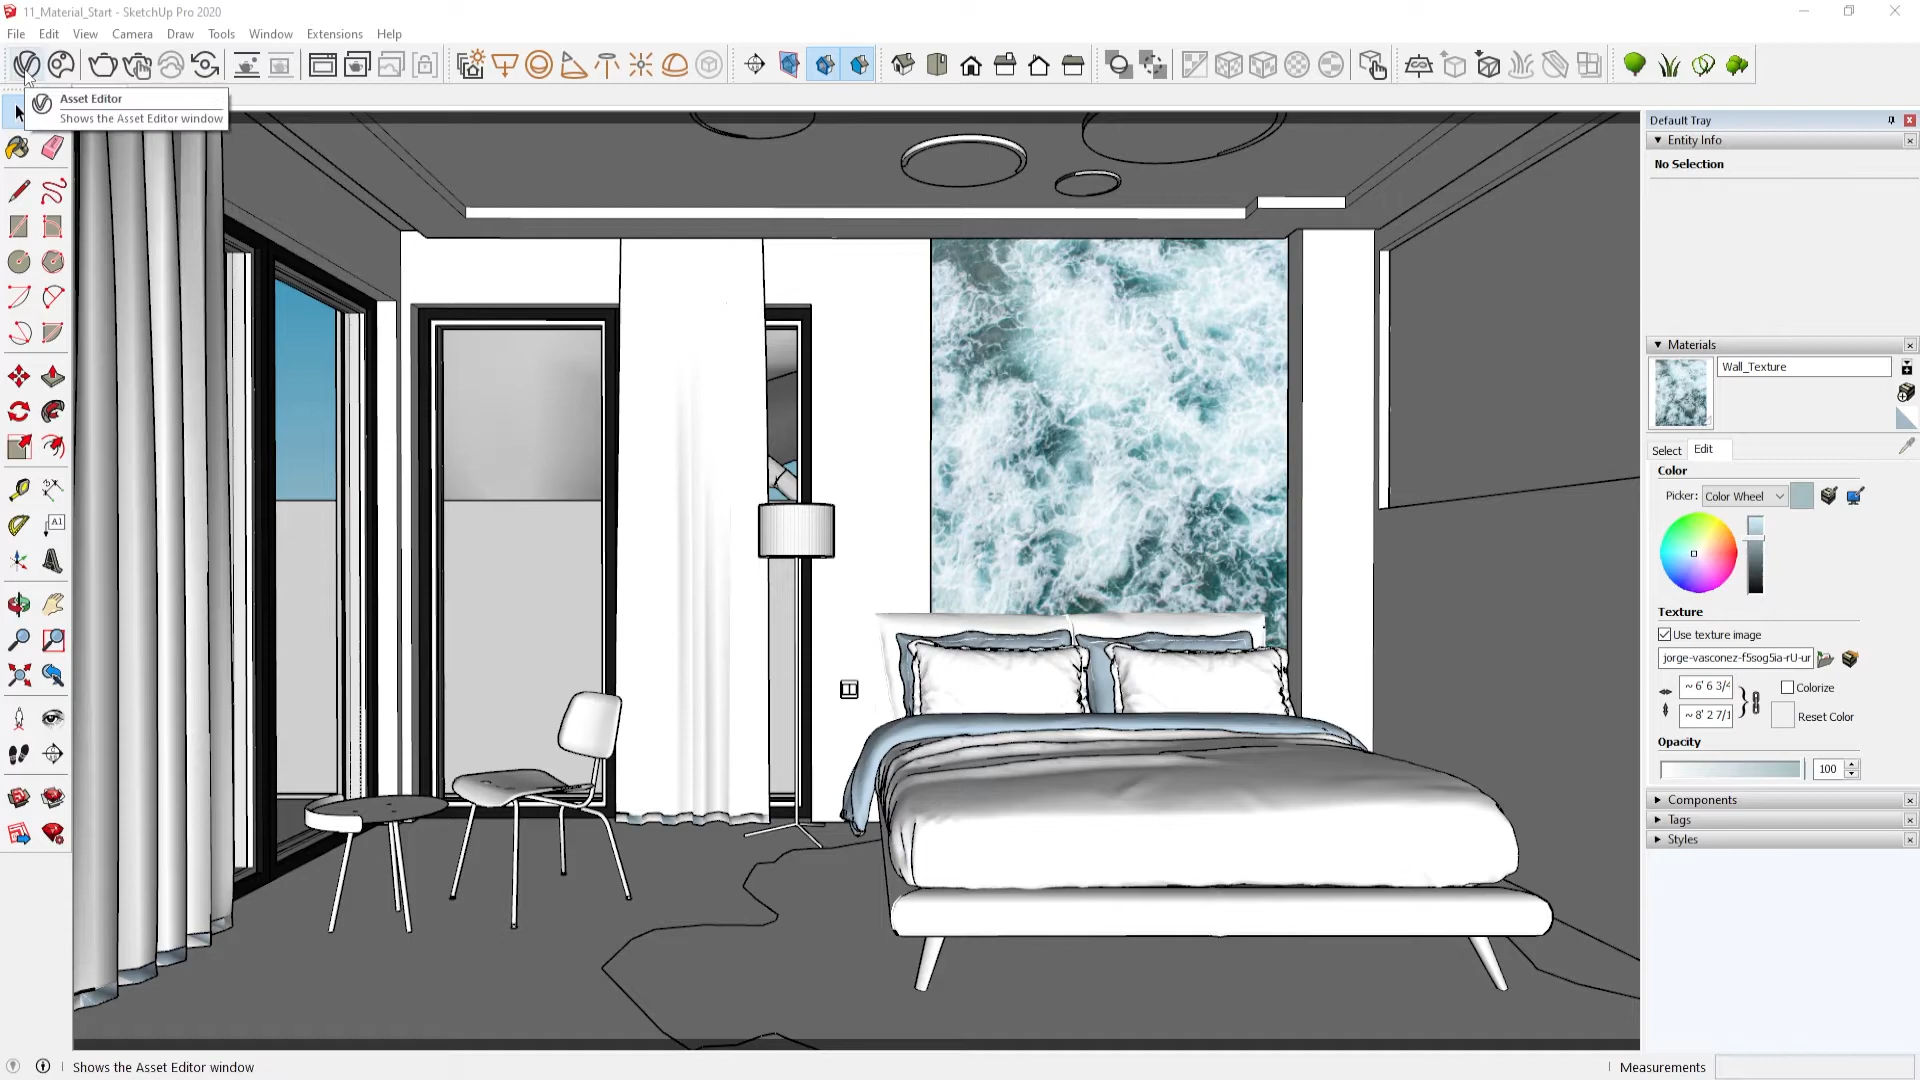 11_Material_Start - SketchUp Pro 2020
File Edit View Camera Draw Tools Window Extensions Help
Asset Editor
Shows the Asset Editor window
Default Tray
Entity Info
No Selection
Materials
Wall_Texture
Select Edit
Color
Picker: Color Wheel
Texture
Use texture image
jorge-vasconez-f5sog5ia-rU-ur
~ 6' 6 3/4
Colorize
~ 8' 2 7/1
Reset Color
Opacity
100
Components
Tags
Styles
A1
Shows the Asset Editor window
Measurements